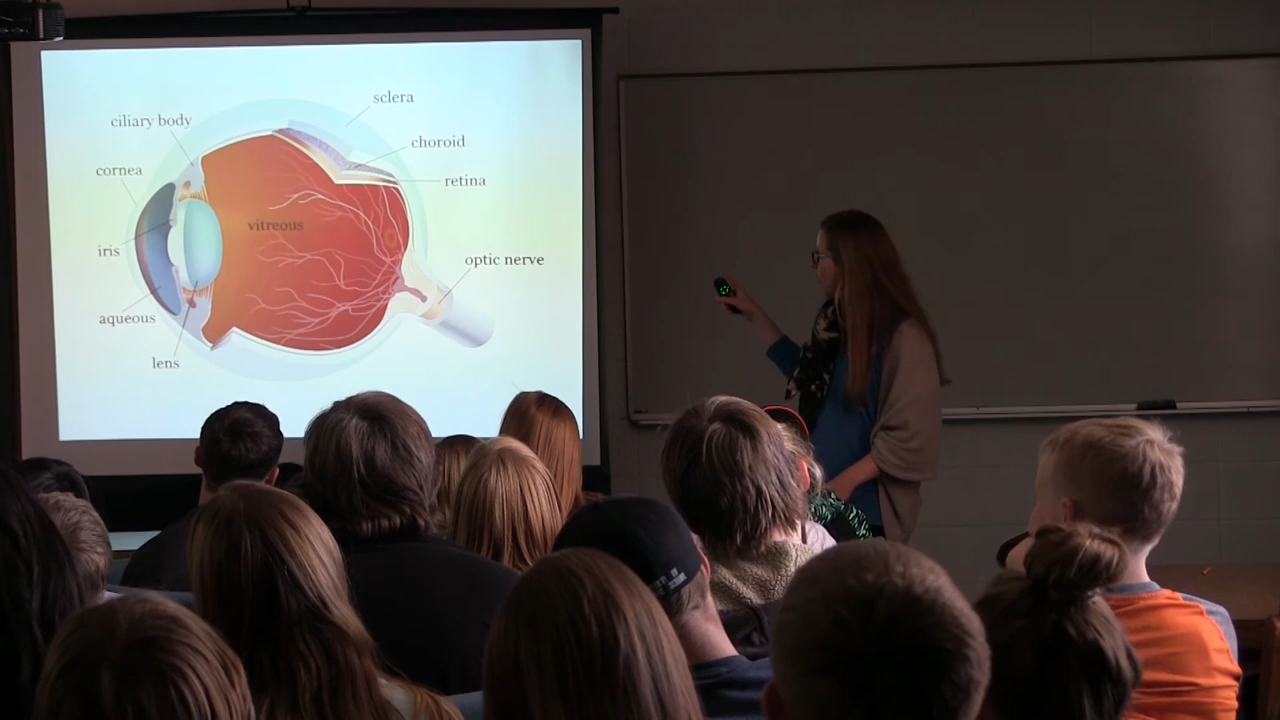 sclera
ciliary body
choroid
cornea
retina
vitreous
iris
optic nerve
aqueous
lens